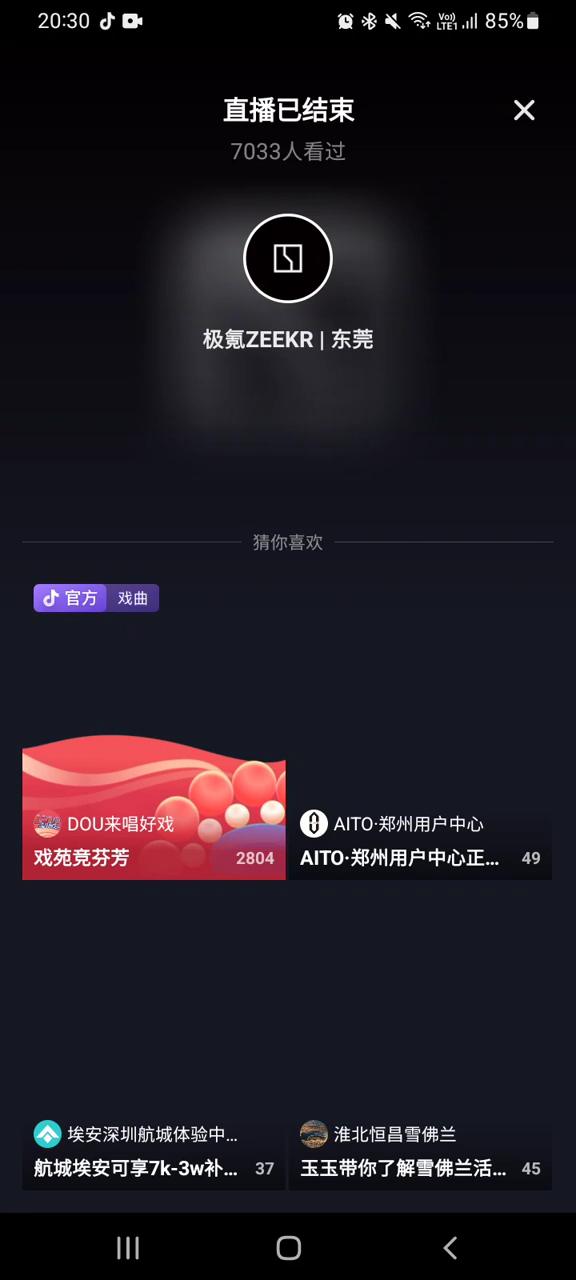 20:30
Vo) LTE1 85%
直播已结束
7033人看过
极氪ZEEKR | 东莞
猜你喜欢
官方 戏曲
DOU来唱好戏
戏苑竞芬芳 2804
AITO·郑州用户中心
AITO·郑州用户中心正... 49
埃安深圳航城体验中...
航城埃安可享7k-3w补... 37
淮北恒昌雪佛兰
玉玉带你了解雪佛兰活... 45